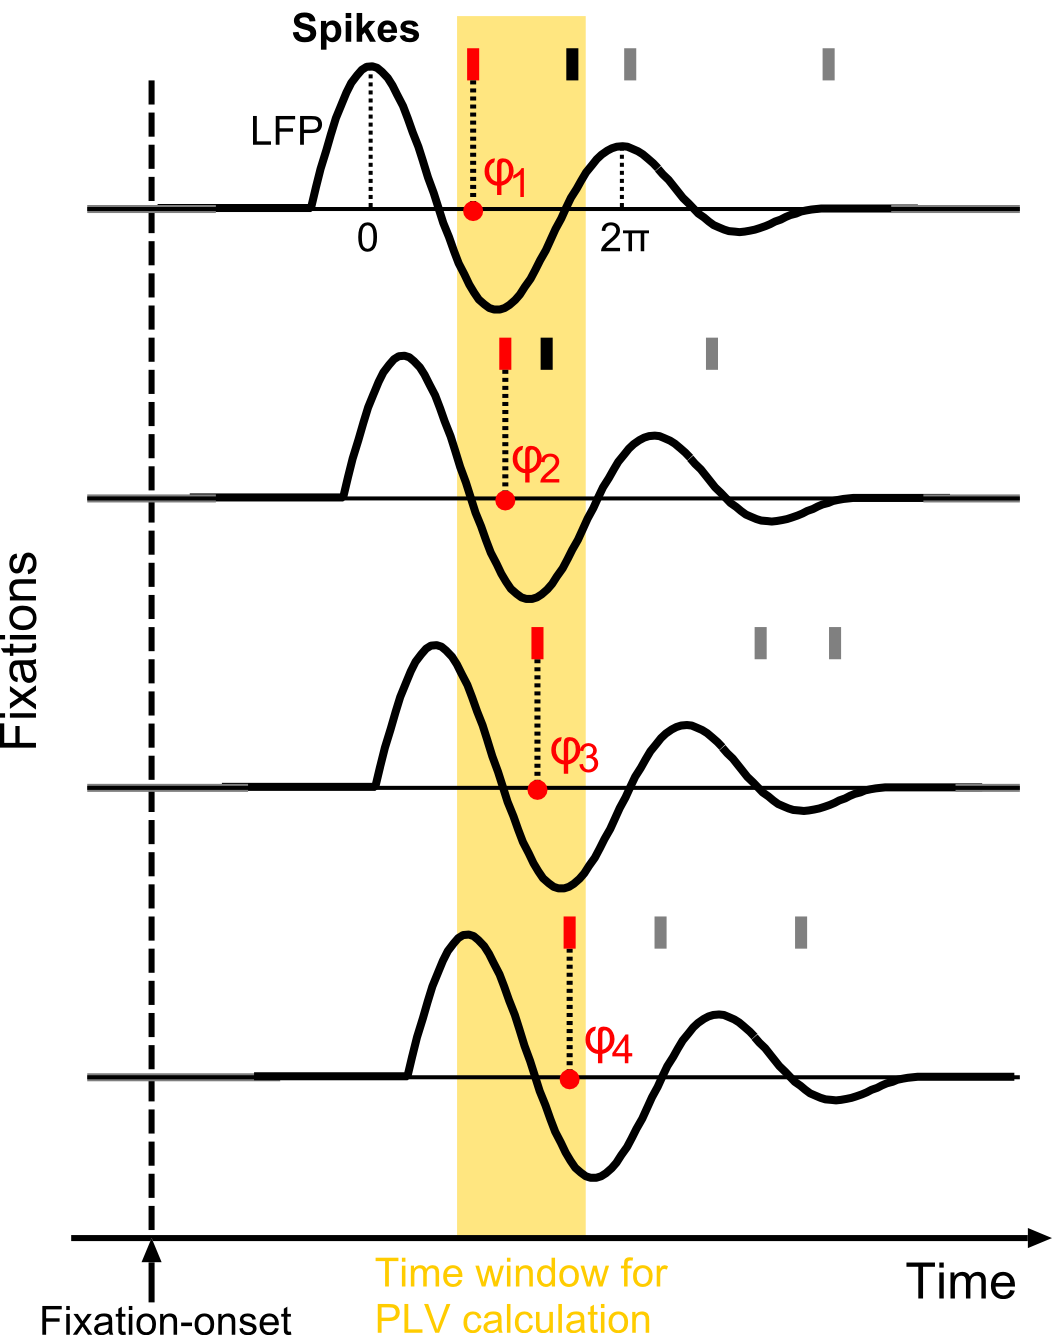 Spikes
LFP
φ1
0
2π
φ2
Fixations
φ3
φ4
Time window for
PLV calculation
Time
Fixation-onset